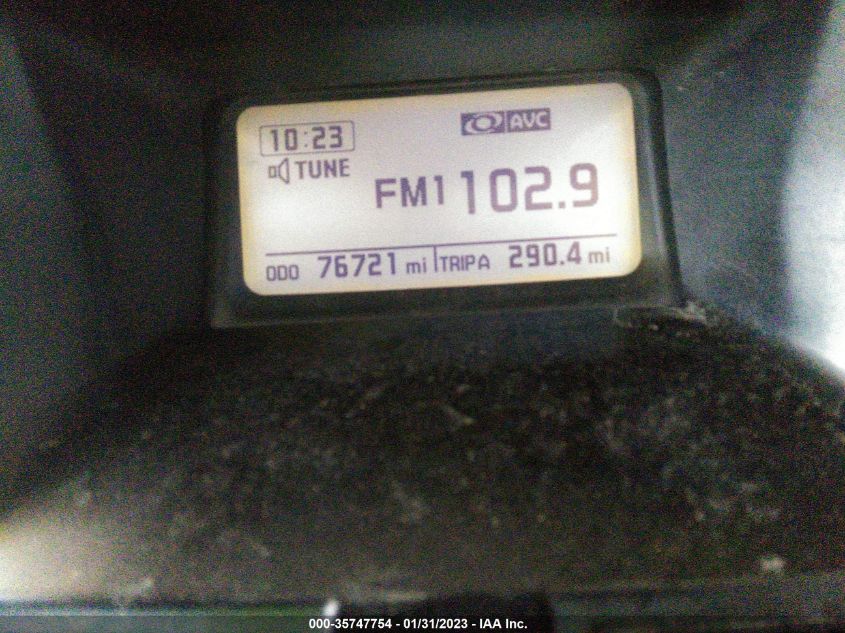 10:23
AVC
TUNE
FM1 102.9
ODO 76721 mi TRIP A 290.4 mi
000-35747754 - 01/31/2023 - IAA Inc.